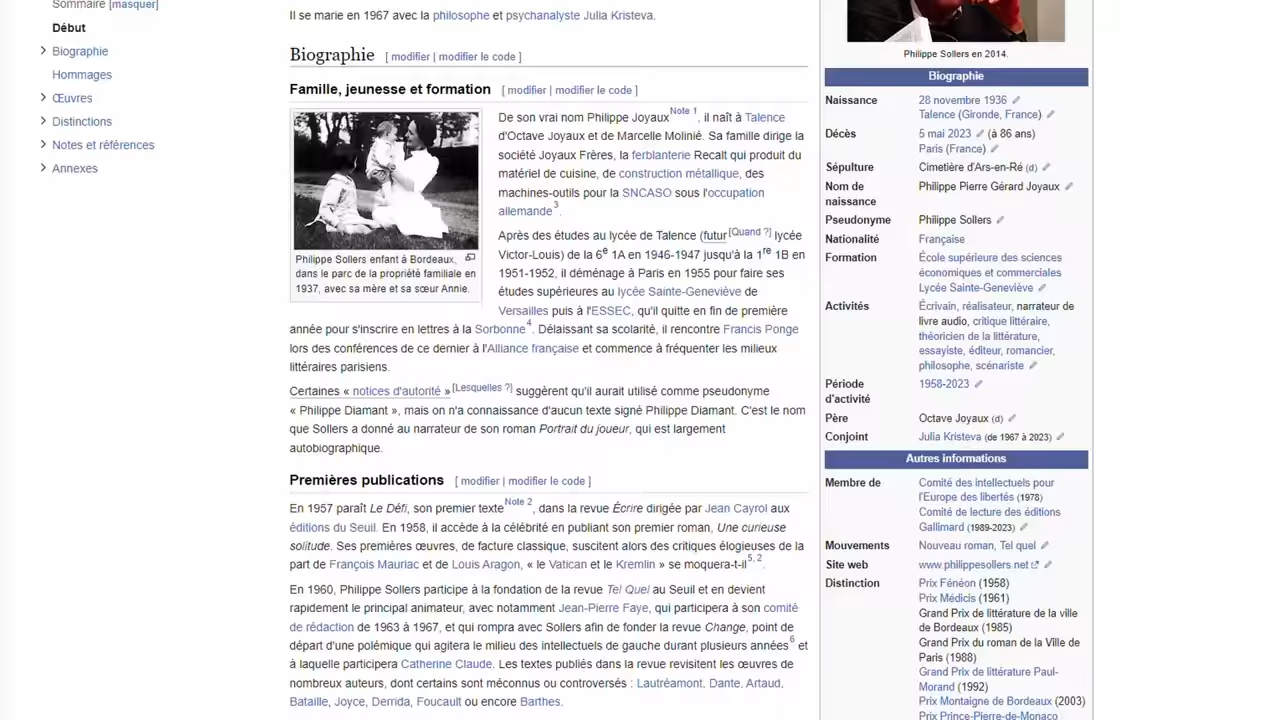 Sommaire [masquer]
Début
Biographie
Hommages
Œuvres
Distinctions
Notes et références
Annexes
Il se marie en 1967 avec la philosophe et psychanalyste Julia Kristeva.
Biographie [ modifier | modifier le code ]
Famille, jeunesse et formation [ modifier | modifier le code ]
Philippe Sollers enfant à Bordeaux,
dans le parc de la propriété familiale en
1937, avec sa mère et sa sœur Annie.
De son vrai nom Philippe Joyaux Note 1, il naît à Talence
d'Octave Joyaux et de Marcelle Molinié. Sa famille dirige la
société Joyaux Frères, la ferblanterie Recalt qui produit du
matériel de cuisine, de construction métallique, des
machines-outils pour la SNCASO sous l'occupation
allemande 3.
Après des études au lycée de Talence (futur [Quand ?] lycée
Victor-Louis) de la 6e 1A en 1946-1947 jusqu'à la 1re 1B en
1951-1952, il déménage à Paris en 1955 pour faire ses
études supérieures au lycée Sainte-Geneviève de
Versailles puis à l'ESSEC, qu'il quitte en fin de première
année pour s'inscrire en lettres à la Sorbonne 4. Délaissant sa scolarité, il rencontre Francis Ponge
lors des conférences de ce dernier à l'Alliance française et commence à fréquenter les milieux
littéraires parisiens.
Certaines « notices d'autorité » [Lesquelles ?] suggèrent qu'il aurait utilisé comme pseudonyme
« Philippe Diamant », mais on n'a connaissance d'aucun texte signé Philippe Diamant. C'est le nom
que Sollers a donné au narrateur de son roman Portrait du joueur, qui est largement
autobiographique.
Premières publications [ modifier | modifier le code ]
En 1957 paraît Le Défi, son premier texte Note 2, dans la revue Écrire dirigée par Jean Cayrol aux
éditions du Seuil. En 1958, il accède à la célébrité en publiant son premier roman, Une curieuse
solitude. Ses premières œuvres, de facture classique, suscitent alors des critiques élogieuses de la
part de François Mauriac et de Louis Aragon, « le Vatican et le Kremlin » se moquera-t-il 5, 2.
En 1960, Philippe Sollers participe à la fondation de la revue Tel Quel au Seuil et en devient
rapidement le principal animateur, avec notamment Jean-Pierre Faye, qui participera à son comité
de rédaction de 1963 à 1967, et qui rompra avec Sollers afin de fonder la revue Change, point de
départ d'une polémique qui agitera le milieu des intellectuels de gauche durant plusieurs années 6 et
à laquelle participera Catherine Claude. Les textes publiés dans la revue revisitent les œuvres de
nombreux auteurs, dont certains sont méconnus ou controversés : Lautréamont, Dante, Artaud,
Bataille, Joyce, Derrida, Foucault ou encore Barthes.
Philippe Sollers en 2014.
Biographie
Naissance 28 novembre 1936
Talence (Gironde, France)
Décès 5 mai 2023 (à 86 ans)
Paris (France)
Sépulture Cimetière d'Ars-en-Ré (d)
Nom de naissance Philippe Pierre Gérard Joyaux
Pseudonyme Philippe Sollers
Nationalité Française
Formation École supérieure des sciences
économiques et commerciales
Lycée Sainte-Geneviève
Activités Écrivain, réalisateur, narrateur de
livre audio, critique littéraire,
théoricien de la littérature,
essayiste, éditeur, romancier,
philosophe, scénariste
Période d'activité 1958-2023
Père Octave Joyaux (d)
Conjoint Julia Kristeva (de 1967 à 2023)
Autres informations
Membre de Comité des intellectuels pour
l'Europe des libertés (1978)
Comité de lecture des éditions
Gallimard (1989-2023)
Mouvements Nouveau roman, Tel quel
Site web www.philippesollers.net
Distinction Prix Fénéon (1958)
Prix Médicis (1961)
Grand Prix de littérature de la ville
de Bordeaux (1985)
Grand Prix du roman de la Ville de
Paris (1988)
Grand Prix de littérature Paul-
Morand (1992)
Prix Montaigne de Bordeaux (2003)
Prix Prince-Pierre-de-Monaco